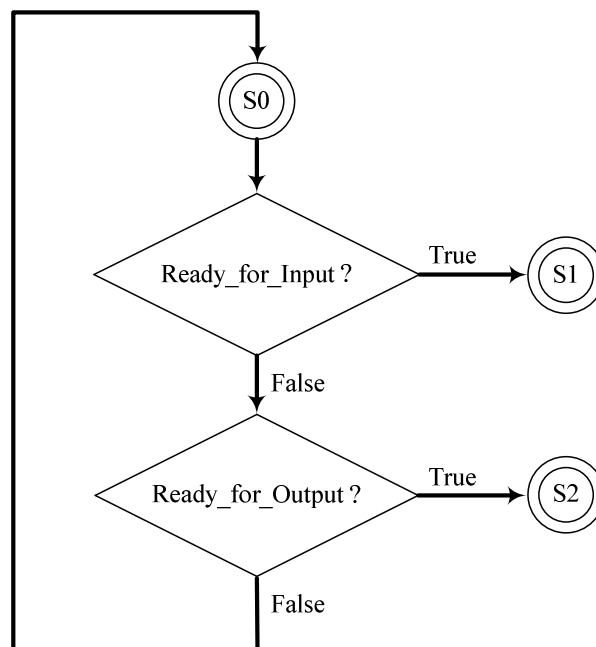 S0
Ready_for_Input ?
True
S1
False
Ready_for_Output ?
True
S2
False